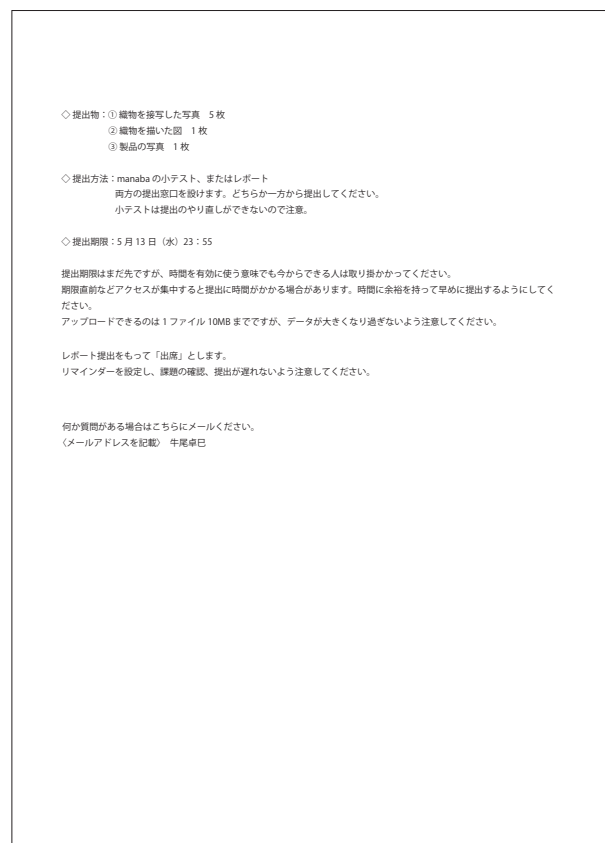 ◇ 提出物：① 織物を接写した写真　5 枚
② 織物を描いた図　1 枚
③ 製品の写真　1 枚
◇ 提出方法：manaba の小テスト、またはレポート
両方の提出窓口を設けます。どちらか一方から提出してください。
小テストは提出のやり直しができないので注意。
◇ 提出期限：5 月 13 日（水）23：55
提出期限はまだ先ですが、時間を有効に使う意味でも今からできる人は取り掛かかってください。
期限直前などアクセスが集中すると提出に時間がかかる場合があります。時間に余裕を持って早めに提出するようにしてく
ださい。
アップロードできるのは 1 ファイル 10MB までですが、データが大きくなり過ぎないよう注意してください。
レポート提出をもって「出席」とします。
リマインダーを設定し、課題の確認、提出が遅れないよう注意してください。
何か質問がある場合はこちらにメールください。
〈メールアドレスを記載〉　牛尾卓巳